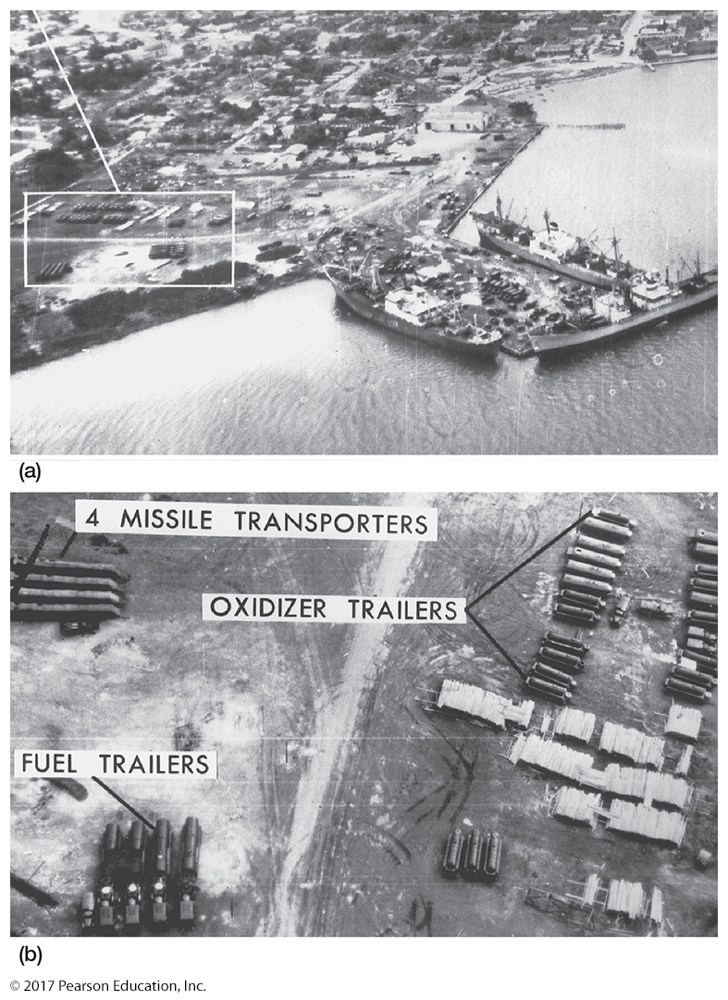 (a)
4 MISSILE TRANSPORTERS
OXIDIZER TRAILERS
FUEL TRAILERS
(b)
© 2017 Pearson Education, Inc.